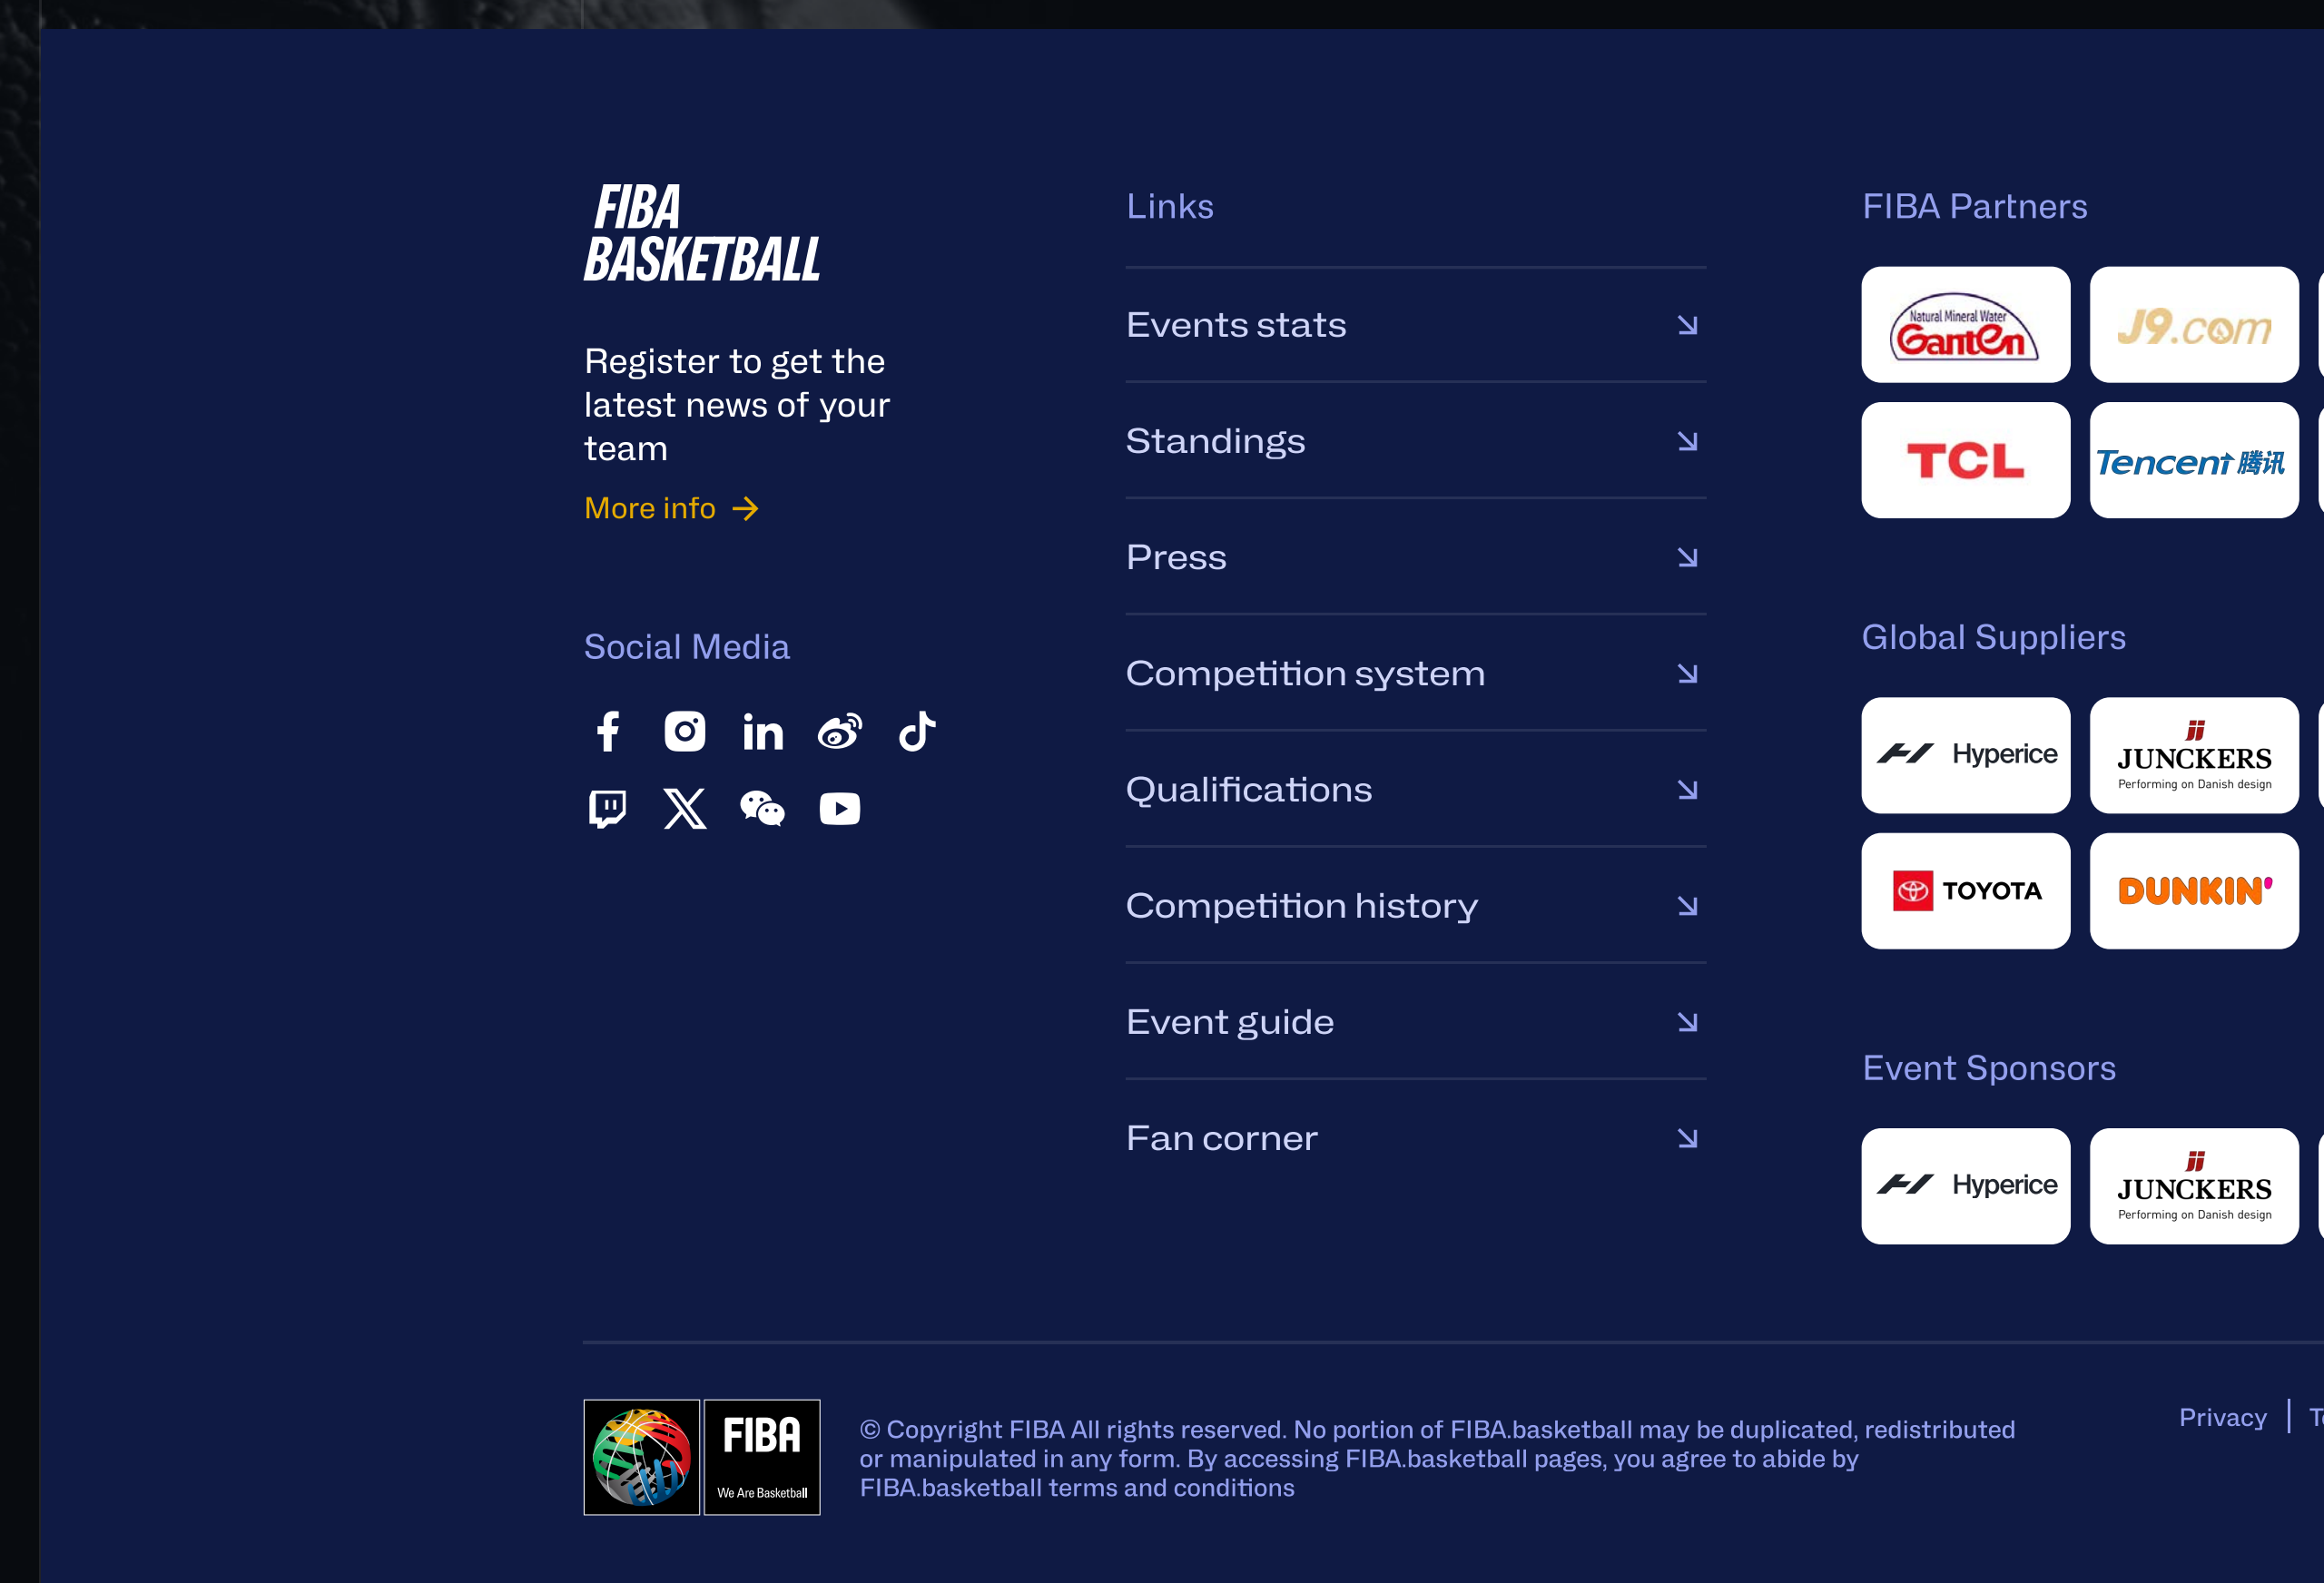 FIBA
BASKETBALL
Register to get the
latest news of your
team
More info
Social Media
Links
Events stats
Standings
Press
Competition system
Qualifications
Competition history
Event guide
Fan corner
FIBA Partners
Natural Mineral Water
Ganten
J9.com
TCL
Tencent 腾讯
Global Suppliers
Hyperice
JUNCKERS
Performing on Danish design
TOYOTA
DUNKIN'
Event Sponsors
Hyperice
JUNCKERS
Performing on Danish design
FIBA
We Are Basketball
© Copyright FIBA All rights reserved. No portion of FIBA.basketball may be duplicated, redistributed
or manipulated in any form. By accessing FIBA.basketball pages, you agree to abide by
FIBA.basketball terms and conditions
Privacy